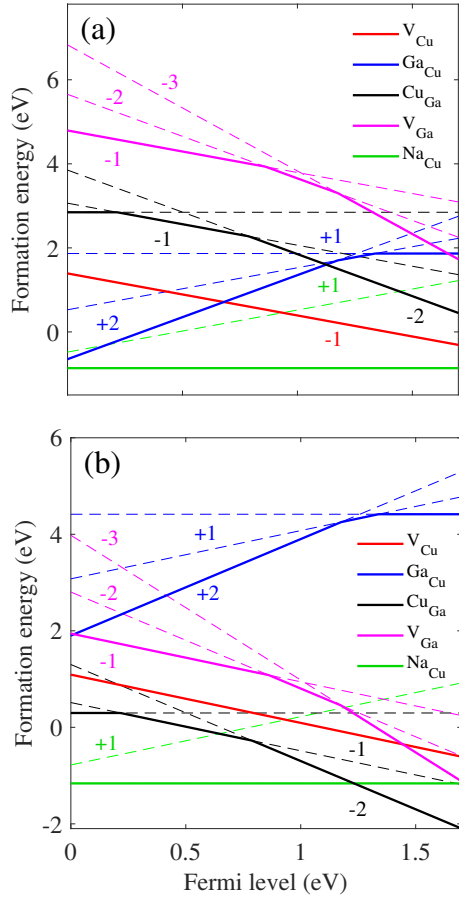 (a)
V_Cu
Ga_Cu
Cu_Ga
V_Ga
Na_Cu
6
4
2
0
Formation energy (eV)
-3
-2
-1
-1
+1
+2
+1
-1
-2
(b)
V_Cu
Ga_Cu
Cu_Ga
V_Ga
Na_Cu
6
4
2
0
-2
Formation energy (eV)
-3
+1
-2
+2
-1
+1
-1
-2
0
0.5
1
1.5
Fermi level (eV)